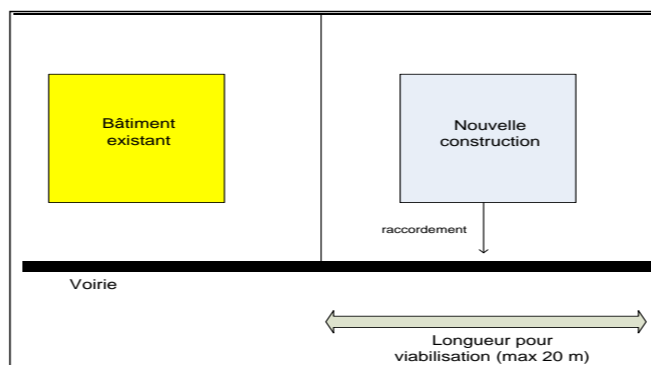 Bâtiment
existant
Nouvelle
construction
raccordement
Voirie
Longueur pour
viabilisation (max 20 m)